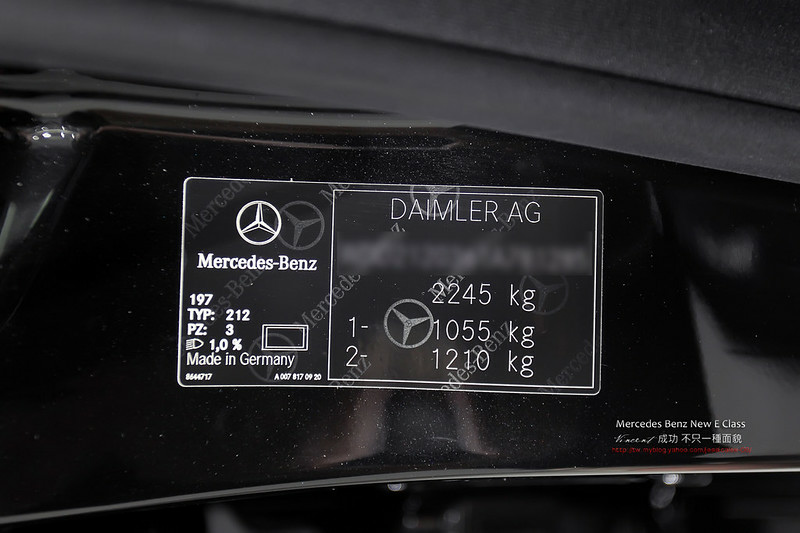 Mercedes-Benz
197
TYP: 212
PZ: 3
1,0 %
Made in Germany
8644717 A 007 817 09 20
DAIMLER AG
2245 kg
1- 1055 kg
2- 1210 kg
Mercedes Benz New E Class
Vincent 成功 不只一種面貌